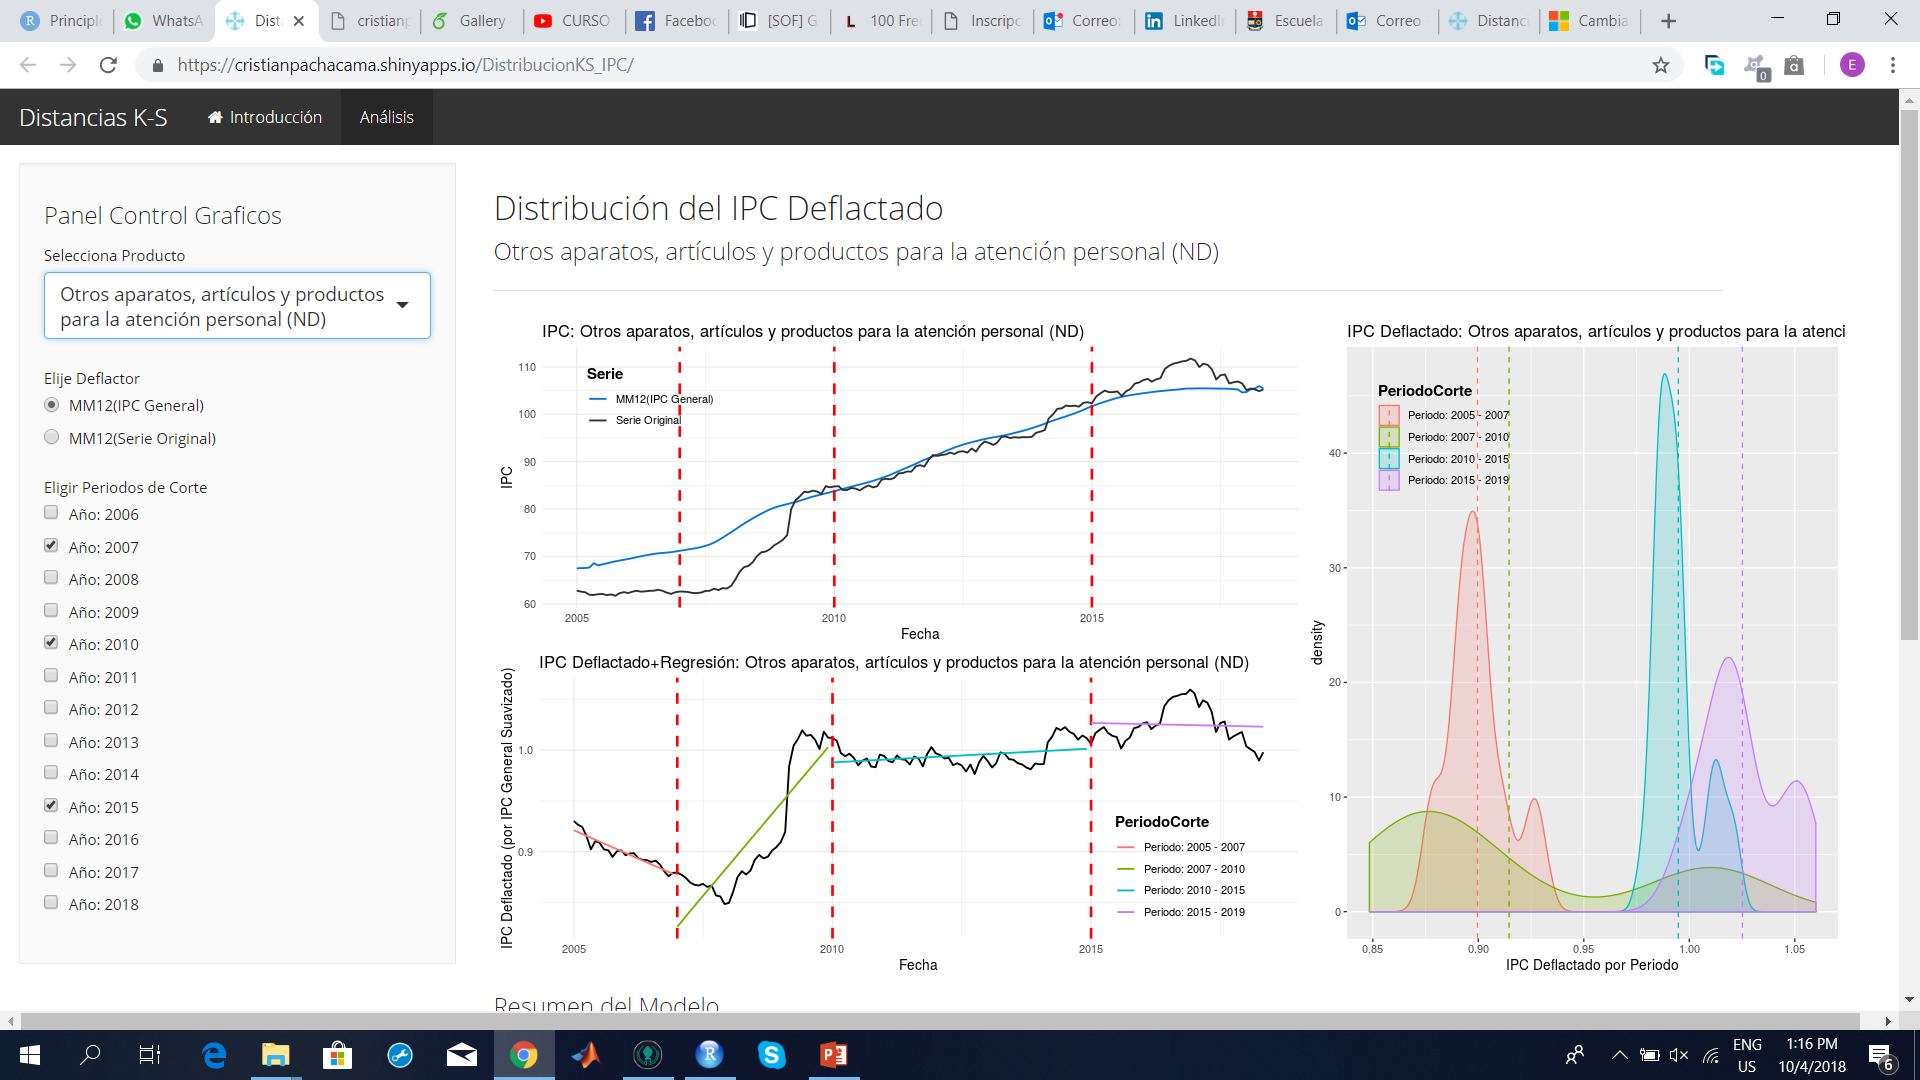 Principle
WhatsA
Dist
cristianp
Gallery
CURSO
Faceboo
[SOF] G
100 Fre
Inscripc
Correo:
LinkedIn
Escuela
Correo
Distanc
Cambia
https://cristianpachacama.shinyapps.io/DistribucionKS_IPC/
0
E
Distancias K-S
Introducción
Análisis
Panel Control Graficos
Selecciona Producto
Otros aparatos, artículos y productos
para la atención personal (ND)
Elije Deflactor
MM12(IPC General)
MM12(Serie Original)
Eligir Periodos de Corte
Año: 2006
Año: 2007
Año: 2008
Año: 2009
Año: 2010
Año: 2011
Año: 2012
Año: 2013
Año: 2014
Año: 2015
Año: 2016
Año: 2017
Año: 2018
Distribución del IPC Deflactado
Otros aparatos, artículos y productos para la atención personal (ND)
IPC: Otros aparatos, artículos y productos para la atención personal (ND)
Serie
MM12(IPC General)
Serie Original
110
100
90
80
70
60
IPC
2005
2010
2015
Fecha
IPC Deflactado+Regresión: Otros aparatos, artículos y productos para la atención personal (ND)
IPC Deflactado (por IPC General Suavizado)
1.0
0.9
PeriodoCorte
Periodo: 2005 - 2007
Periodo: 2007 - 2010
Periodo: 2010 - 2015
Periodo: 2015 - 2019
2005
2010
2015
Fecha
IPC Deflactado: Otros aparatos, artículos y productos para la atenci
PeriodoCorte
Periodo: 2005 - 2007
Periodo: 2007 - 2010
Periodo: 2010 - 2015
Periodo: 2015 - 2019
density
40
30
20
10
0
0.85
0.90
0.95
1.00
1.05
IPC Deflactado por Periodo
Resumen del Modelo
ENG
US
1:16 PM
10/4/2018
6